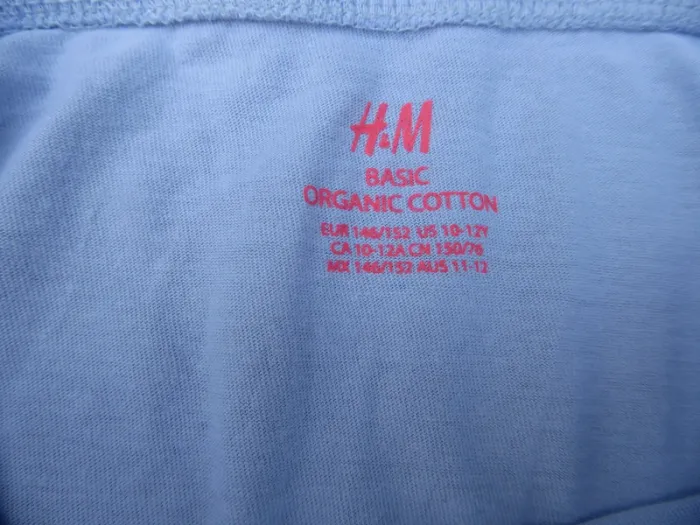 H&M
BASIC
ORGANIC COTTON
EUR 146/152 US 10-12Y
CA 10-12A CN 150/76
MX 146/152 AUS 11-12